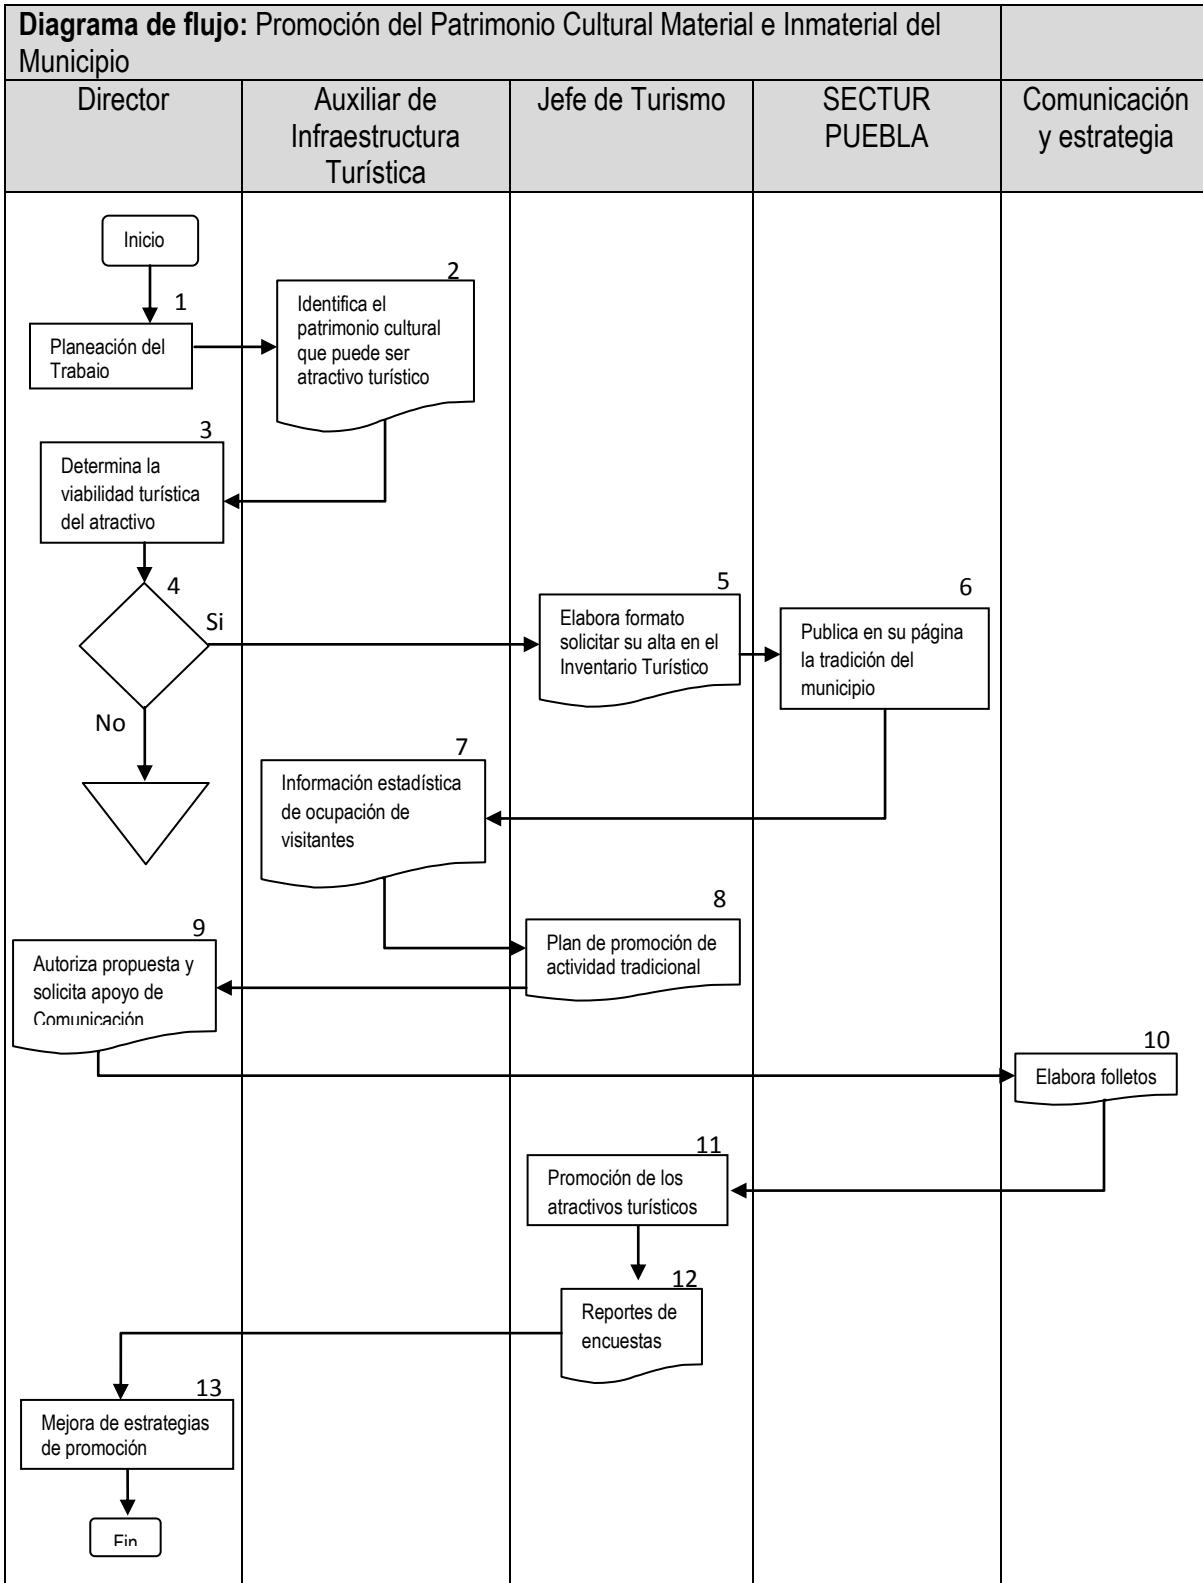 Diagrama de flujo: Promoción del Patrimonio Cultural Material e Inmaterial del
Municipio
Director
Auxiliar de
Infraestructura
Turística
Jefe de Turismo
SECTUR
PUEBLA
Comunicación
y estrategia
Inicio
1
Planeación del
Trabajo
2
Identifica el
patrimonio cultural
que puede ser
atractivo turístico
3
Determina la
viabilidad turística
del atractivo
4
Si
No
5
Elabora formato
solicitar su alta en el
Inventario Turístico
6
Publica en su página
la tradición del
municipio
7
Información estadística
de ocupación de
visitantes
8
Plan de promoción de
actividad tradicional
9
Autoriza propuesta y
solicita apoyo de
Comunicación
10
Elabora folletos
11
Promoción de los
atractivos turísticos
12
Reportes de
encuestas
13
Mejora de estrategias
de promoción
Fin